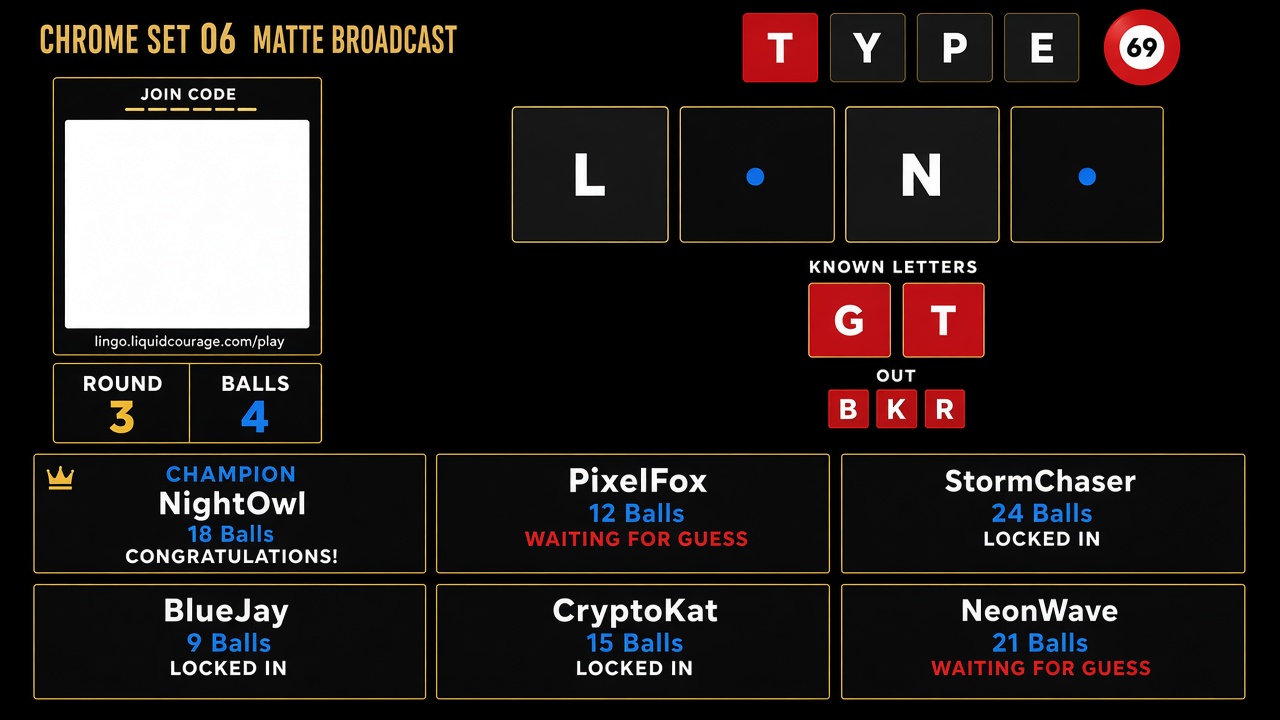 CHROME SET 06 MATTE BROADCAST
T Y P E 69
JOIN CODE
lingo.liquidcourage.com/play
L N
KNOWN LETTERS
G T
OUT
B K R
ROUND
3
BALLS
4
CHAMPION
NightOwl
18 Balls
CONGRATULATIONS!
PixelFox
12 Balls
WAITING FOR GUESS
StormChaser
24 Balls
LOCKED IN
BlueJay
9 Balls
LOCKED IN
CryptoKat
15 Balls
LOCKED IN
NeonWave
21 Balls
WAITING FOR GUESS